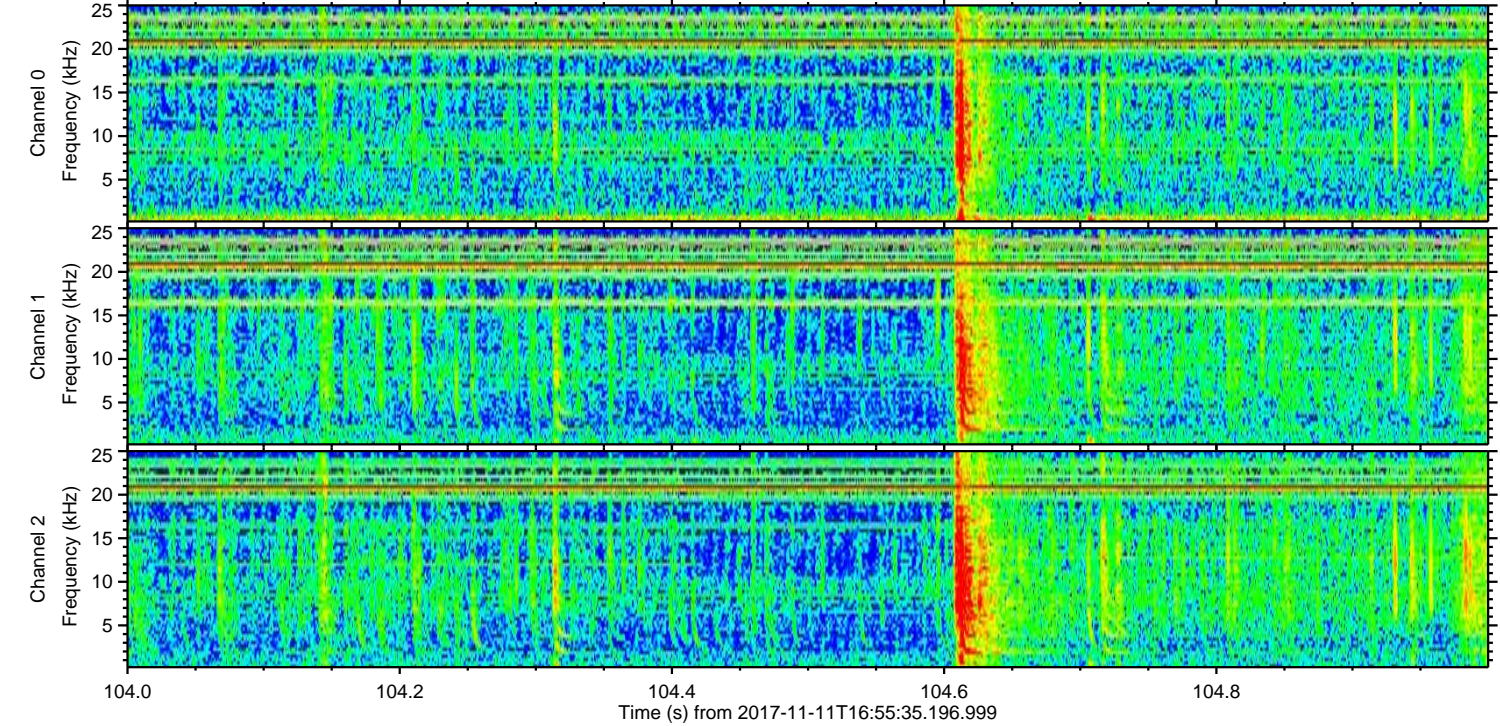 Channel 0
Frequency (kHz)
25
20
15
10
5
Channel 1
Frequency (kHz)
25
20
15
10
5
Channel 2
Frequency (kHz)
25
20
15
10
5
104.0 104.2 104.4 104.6 104.8
Time (s) from 2017-11-11T16:55:35.196.999